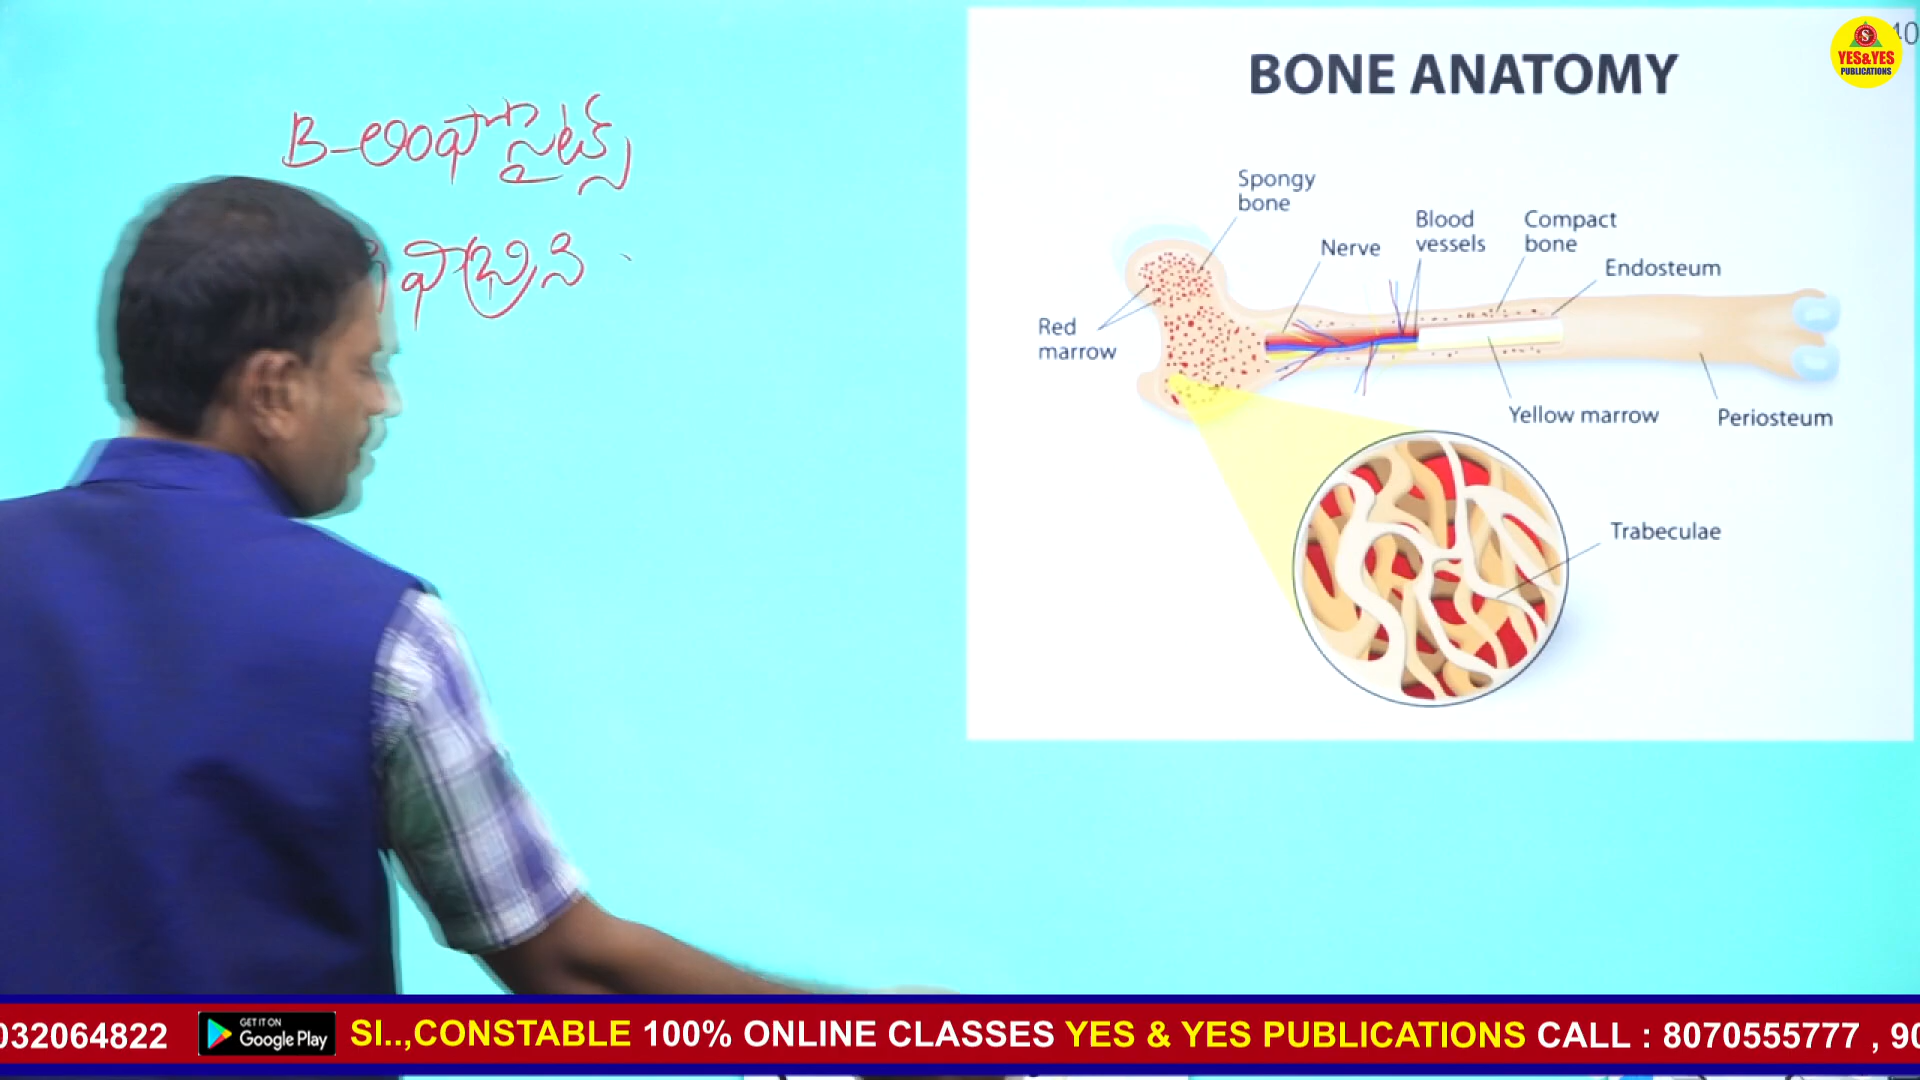 B-లింఫోసైట్స్
BONE ANATOMY
40
YES&YES
PUBLICATIONS
Spongy
bone
Nerve
Blood
vessels
Compact
bone
Endosteum
Red
marrow
Yellow marrow
Periosteum
Trabeculae
032064822 GET IT ON Google Play SI..,CONSTABLE 100% ONLINE CLASSES YES & YES PUBLICATIONS CALL : 8070555777 , 90